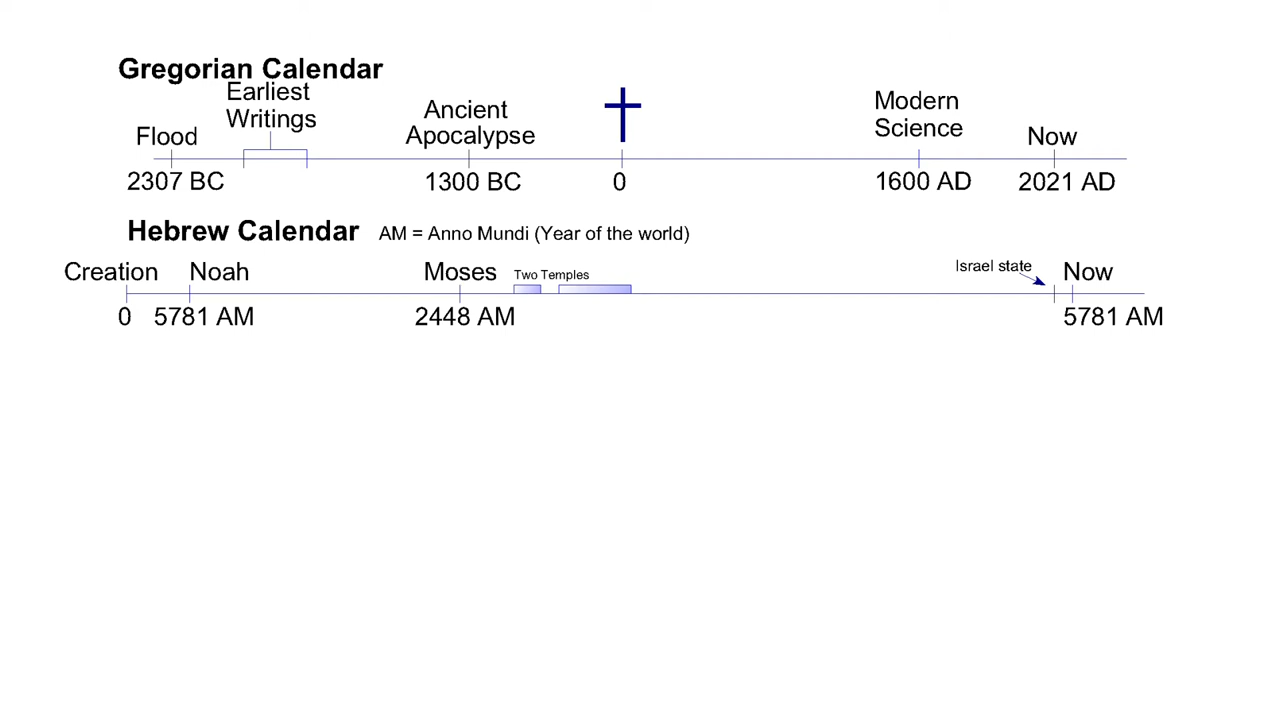 Gregorian Calendar
Earliest
Writings
Flood
Ancient
Apocalypse
Modern
Science
Now
2307 BC
1300 BC
0
1600 AD
2021 AD
Hebrew Calendar AM = Anno Mundi (Year of the world)
Creation
Noah
Moses
Two Temples
Israel state
Now
0
5781 AM
2448 AM
5781 AM